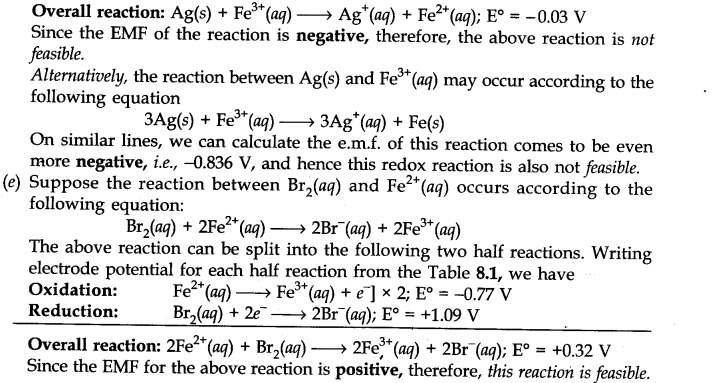 Overall reaction: Ag(s) + Fe³⁺(aq) ⟶ Ag⁺(aq) + Fe²⁺(aq); E° = –0.03 V
Since the EMF of the reaction is negative, therefore, the above reaction is not
feasible.
Alternatively, the reaction between Ag(s) and Fe³⁺(aq) may occur according to the
following equation
3Ag(s) + Fe³⁺(aq) ⟶ 3Ag⁺(aq) + Fe(s)
On similar lines, we can calculate the e.m.f. of this reaction comes to be even
more negative, i.e., –0.836 V, and hence this redox reaction is also not feasible.
(e) Suppose the reaction between Br₂(aq) and Fe²⁺(aq) occurs according to the
following equation:
Br₂(aq) + 2Fe²⁺(aq) ⟶ 2Br⁻(aq) + 2Fe³⁺(aq)
The above reaction can be split into the following two half reactions. Writing
electrode potential for each half reaction from the Table 8.1, we have
Oxidation: Fe²⁺(aq) ⟶ Fe³⁺(aq) + e⁻] × 2; E° = –0.77 V
Reduction: Br₂(aq) + 2e⁻ ⟶ 2Br⁻(aq); E° = +1.09 V
Overall reaction: 2Fe²⁺(aq) + Br₂(aq) ⟶ 2Fe³⁺(aq) + 2Br⁻(aq); E° = +0.32 V
Since the EMF for the above reaction is positive, therefore, this reaction is feasible.